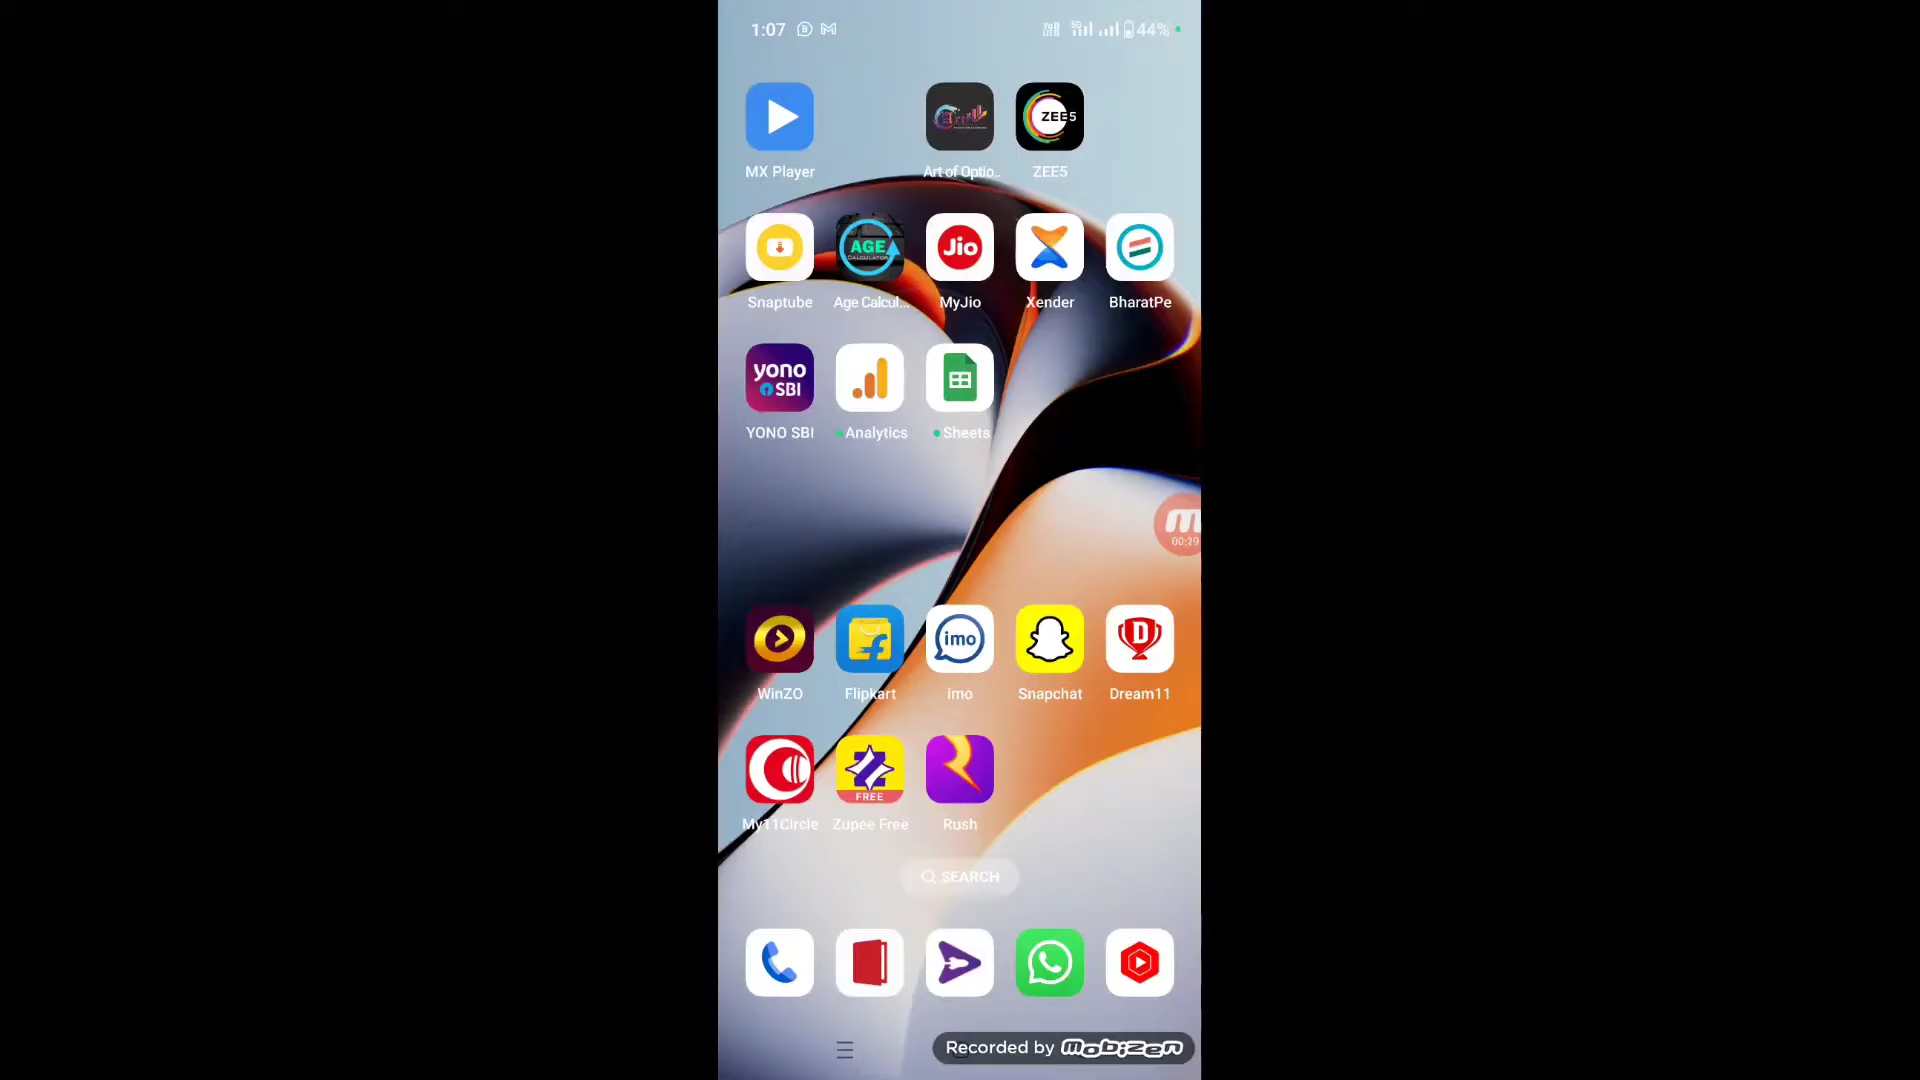 1:07 44%
ZEE5
MX Player Art of Optio.. ZEE5
AGE CALCULATOR Jio
Snaptube Age Calcul... MyJio Xender BharatPe
yono SBI
YONO SBI Analytics Sheets
00:39
imo D
WinZO Flipkart imo Snapchat Dream11
FREE
My11Circle Zupee Free Rush
SEARCH
Recorded by mobizen